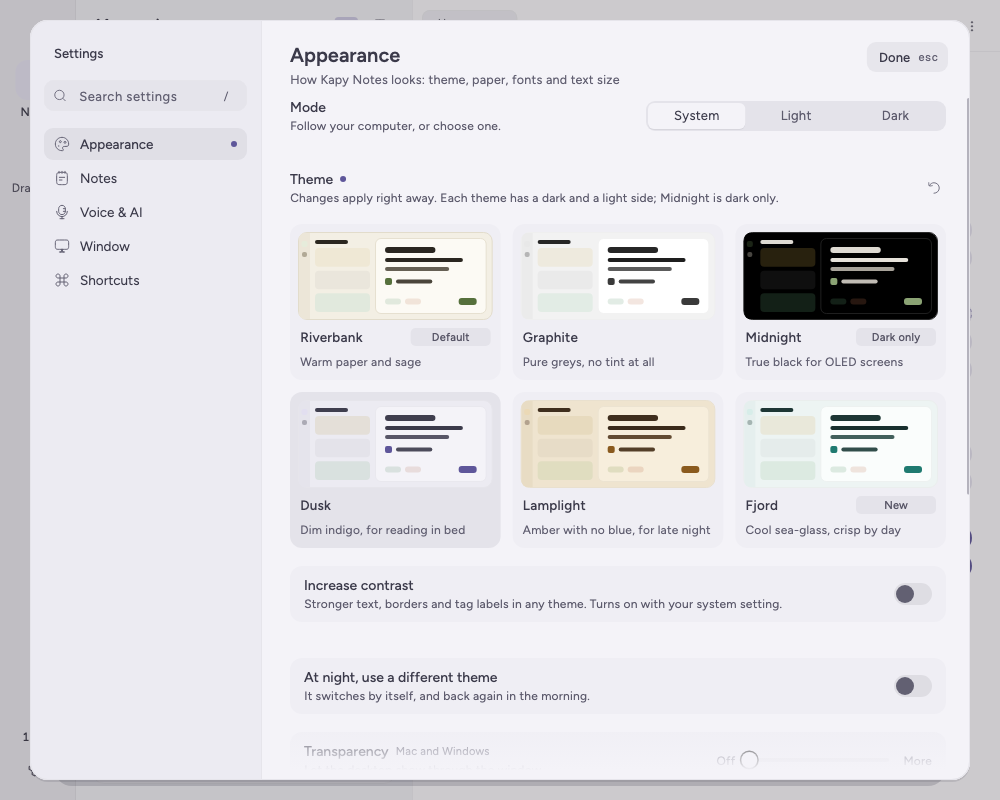 Settings
Search settings /
Appearance
Notes
Voice & AI
Window
Shortcuts
Appearance
How Kapy Notes looks: theme, paper, fonts and text size
Done esc
Mode
Follow your computer, or choose one.
System Light Dark
Theme
Changes apply right away. Each theme has a dark and a light side; Midnight is dark only.
Riverbank Default
Warm paper and sage
Graphite
Pure greys, no tint at all
Midnight Dark only
True black for OLED screens
Dusk
Dim indigo, for reading in bed
Lamplight
Amber with no blue, for late night
Fjord New
Cool sea-glass, crisp by day
Increase contrast
Stronger text, borders and tag labels in any theme. Turns on with your system setting.
At night, use a different theme
It switches by itself, and back again in the morning.
Transparency Mac and Windows
Off More